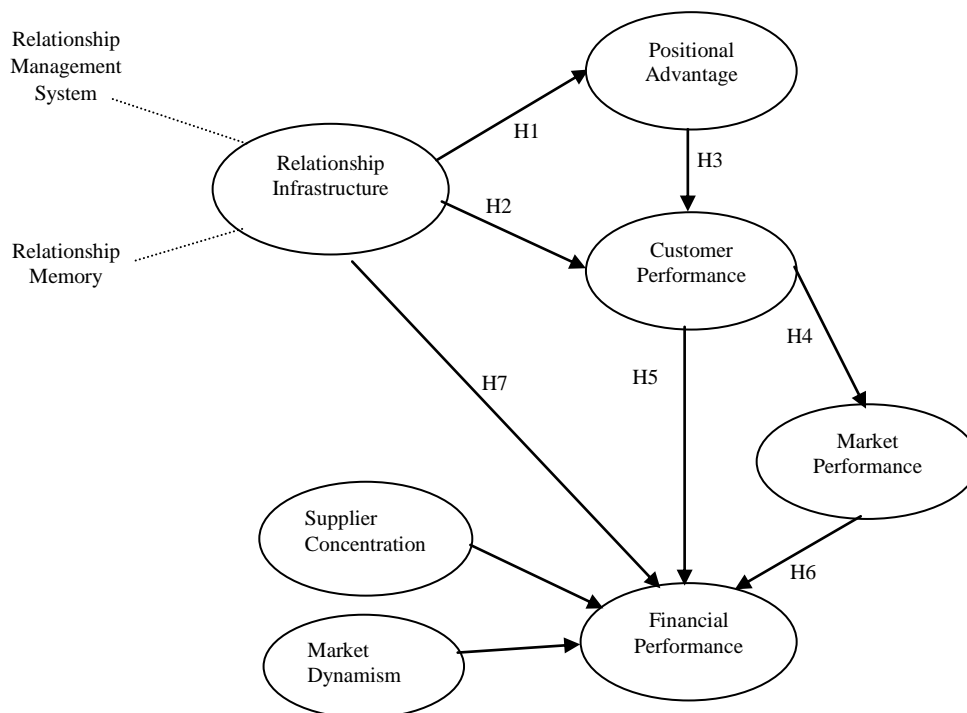 Relationship
Management
System
Positional
Advantage
H1
H3
Relationship
Infrastructure
H2
Relationship
Memory
Customer
Performance
H4
H5
H7
Market
Performance
Supplier
Concentration
H6
Financial
Performance
Market
Dynamism